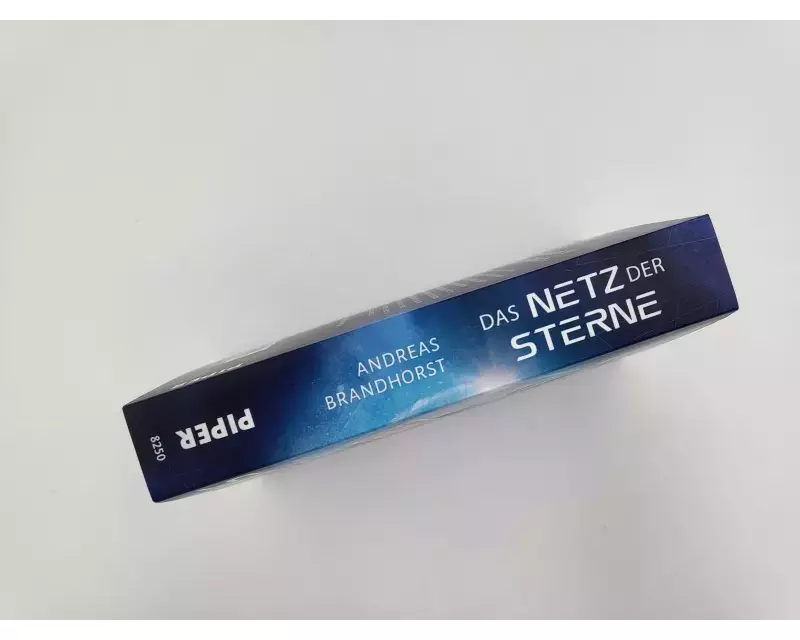 DAS NETZ DER
STERNE
ANDREAS
BRANDHORST
PIPER
8250